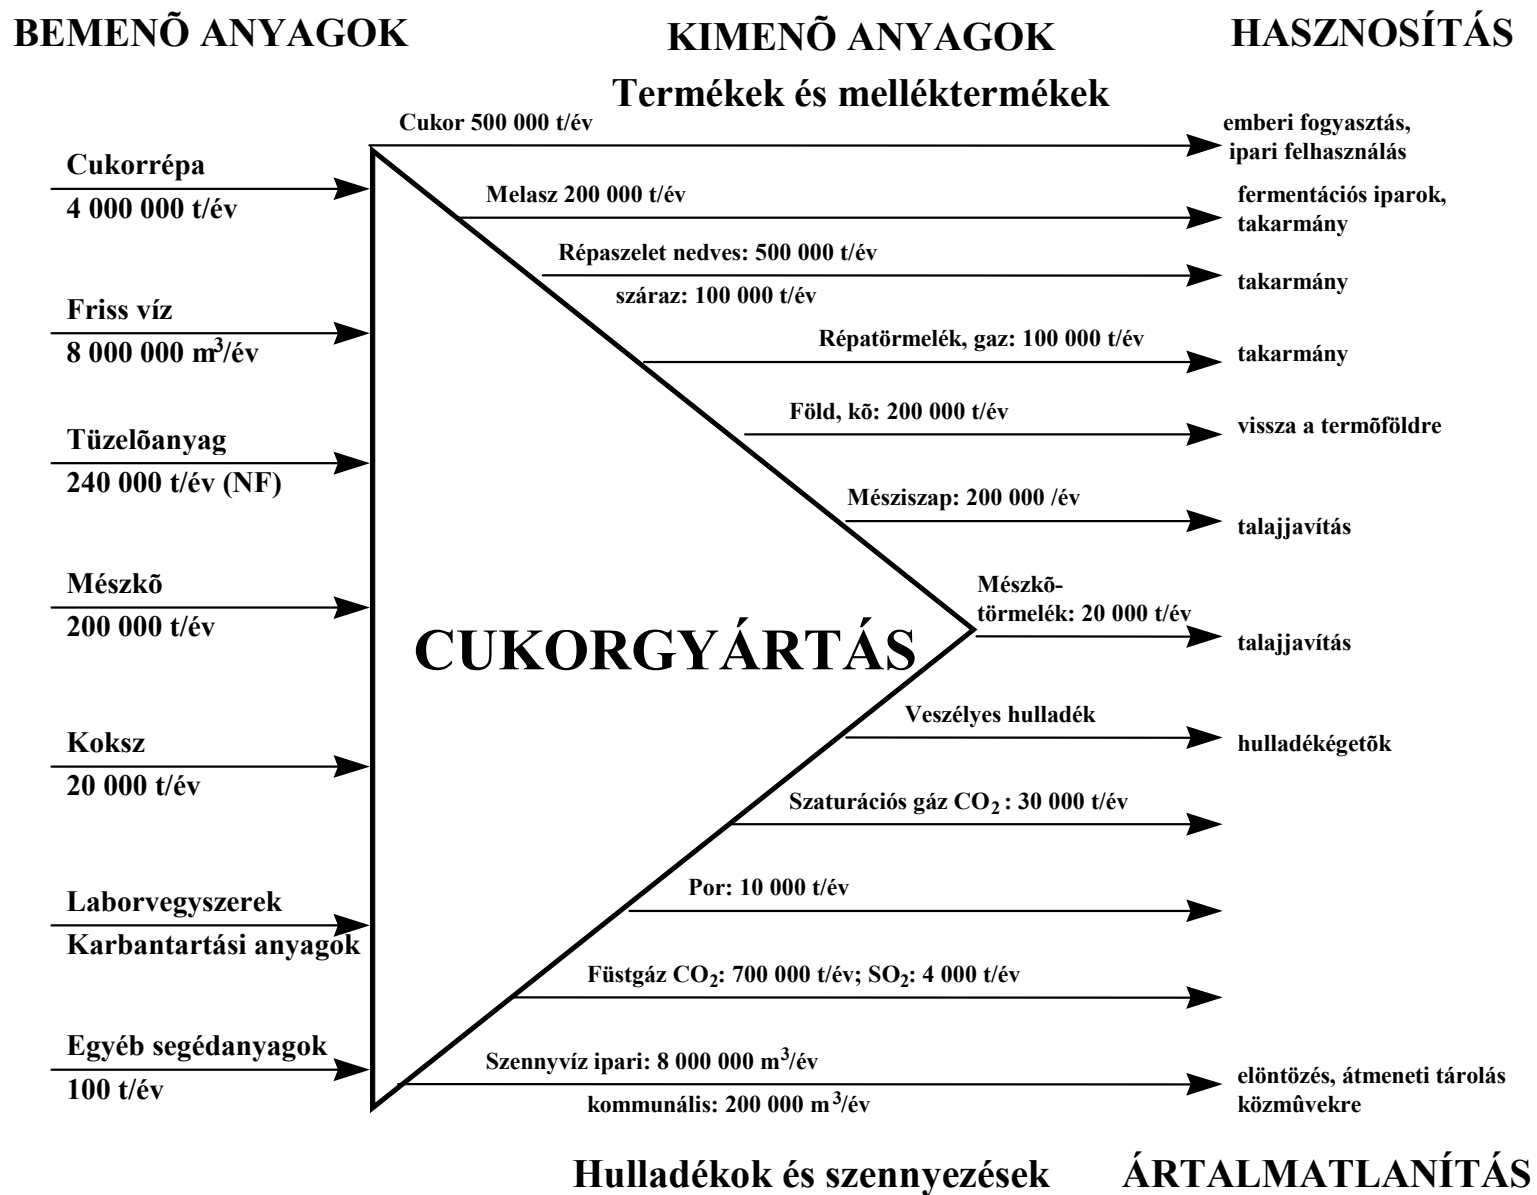 BEMENÕ ANYAGOK
KIMENÕ ANYAGOK
HASZNOSÍTÁS
Termékek és melléktermékek
Cukorrépa
4 000 000 t/év
Friss víz
8 000 000 m³/év
Tüzelõanyag
240 000 t/év (NF)
Mészkõ
200 000 t/év
Koksz
20 000 t/év
Laborvegyszerek
Karbantartási anyagok
Egyéb segédanyagok
100 t/év
CUKORGYÁRTÁS
Cukor 500 000 t/év
emberi fogyasztás,
ipari felhasználás
Melasz 200 000 t/év
fermentációs iparok,
takarmány
Répaszelet nedves: 500 000 t/év
száraz: 100 000 t/év
takarmány
Répatörmelék, gaz: 100 000 t/év
takarmány
Föld, kõ: 200 000 t/év
vissza a termõföldre
Mésziszap: 200 000 /év
talajjavítás
Mészkõ-
törmelék: 20 000 t/év
talajjavítás
Veszélyes hulladék
hulladékégetõk
Szaturációs gáz CO₂ : 30 000 t/év
Por: 10 000 t/év
Füstgáz CO₂: 700 000 t/év; SO₂: 4 000 t/év
Szennyvíz ipari: 8 000 000 m³/év
kommunális: 200 000 m³/év
elöntözés, átmeneti tárolás
közmûvekre
Hulladékok és szennyezések
ÁRTALMATLANÍTÁS